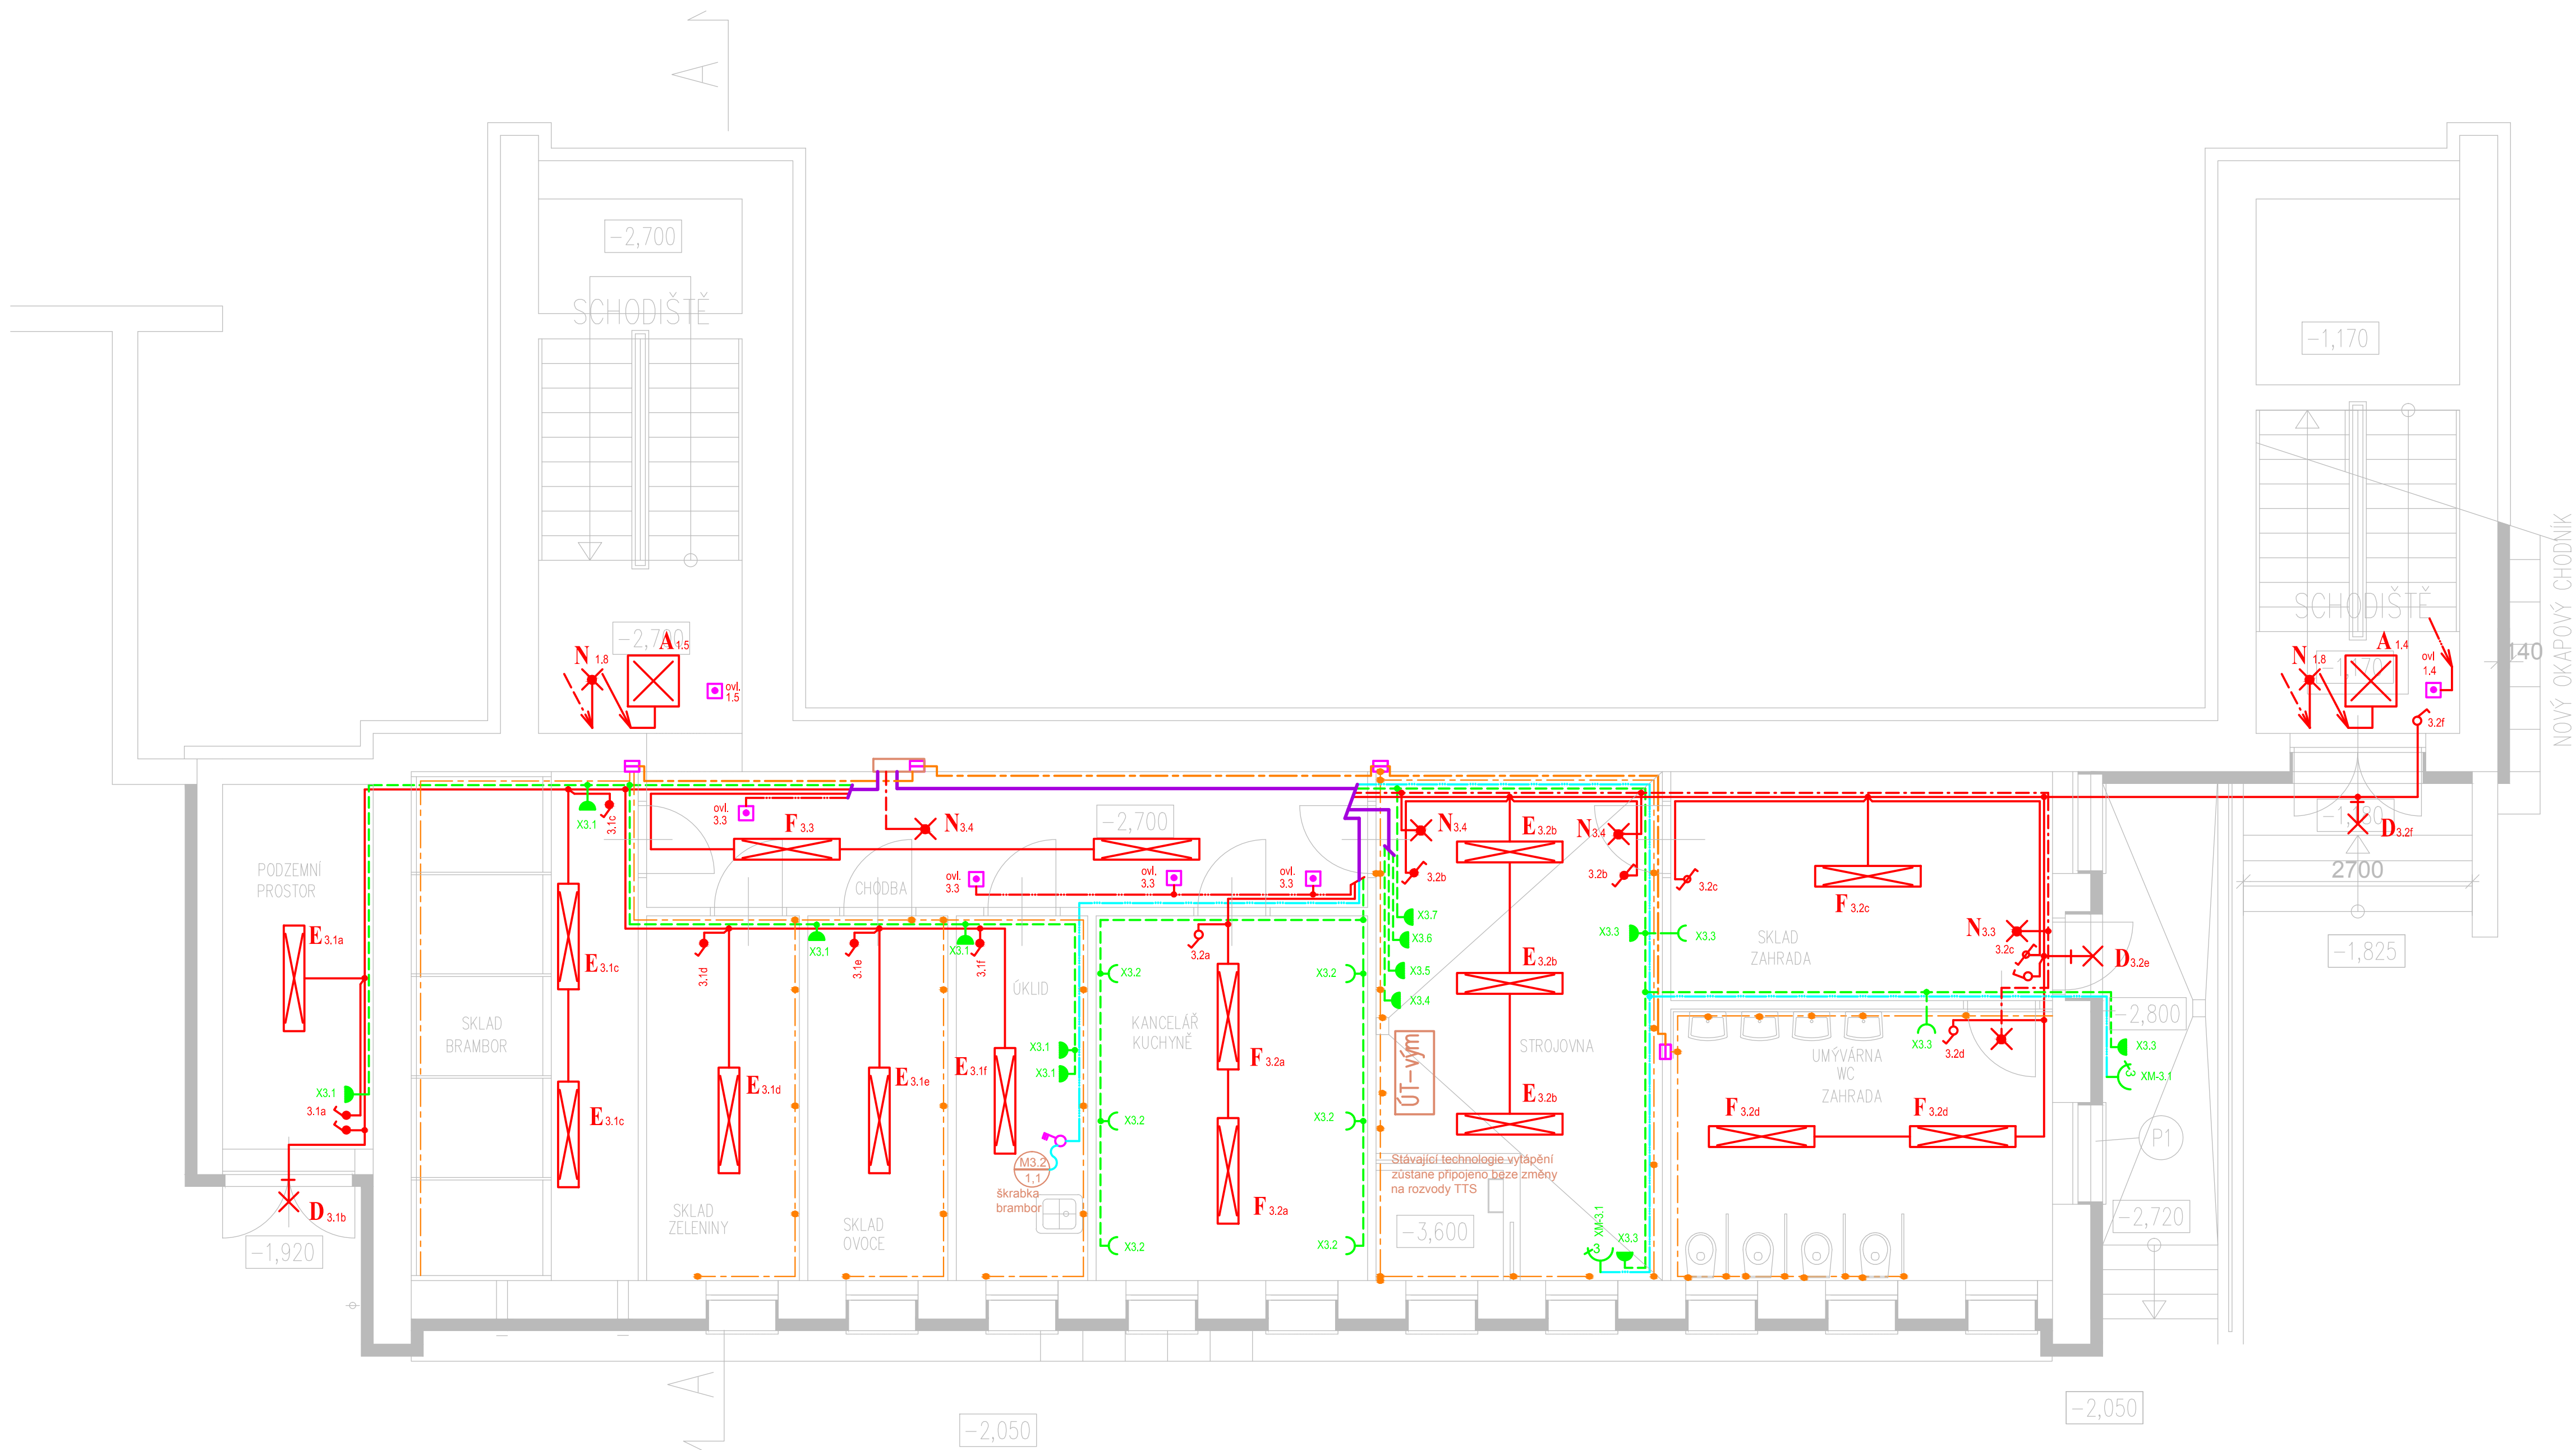 A
-2,700
SCHODIŠTĚ
-1,170
NOVÝ OKAPOVÝ CHODNÍK
SCHODIŠTĚ
-2,700
N 1.8
A 1.5
ovl.
1.5
N 1.8
A 1.4
-1,170
ovl
1.4
140
3.2f
X3.1
3.1c
ovl.
3.3
F 3.3
N 3.4
-2,700
N 3.4
E 3.2b
N 3.4
D 3.2f
2700
PODZEMNÍ
PROSTOR
CHODBA
ovl.
3.3
ovl.
3.3
ovl.
3.3
3.2b
3.2b
3.2c
F 3.2c
X3.7
X3.6
X3.5
X3.4
X3.3
X3.3
SKLAD
ZAHRADA
N 3.3
3.2c
D 3.2e
-1,825
E 3.1a
E 3.1c
3.1d
X3.1
3.1e
X3.1
3.1f
3.2a
E 3.2b
ÚKLID
X3.2
X3.2
SKLAD
BRAMBOR
KANCELÁŘ
KUCHYNĚ
STROJOVNA
-2,800
X3.3
3.2d
X3.3
XM-3.1
3
UMÝVÁRNA
WC
ZAHRADA
X3.1
3.1a
E 3.1c
E 3.1d
E 3.1e
E 3.1f
X3.1
X3.1
F 3.2a
ÚT-vým
E 3.2b
F 3.2d
F 3.2d
X3.2
X3.2
P1
M3.2
1,1
škrabka
brambor
Stávající technologie vytápění
zůstane připojeno beze změny
na rozvody TTS
D 3.1b
-1,920
SKLAD
ZELENINY
SKLAD
OVOCE
F 3.2a
X3.2
X3.2
-3,600
XM-3.1
3
X3.3
-2,720
A
-2,050
-2,050